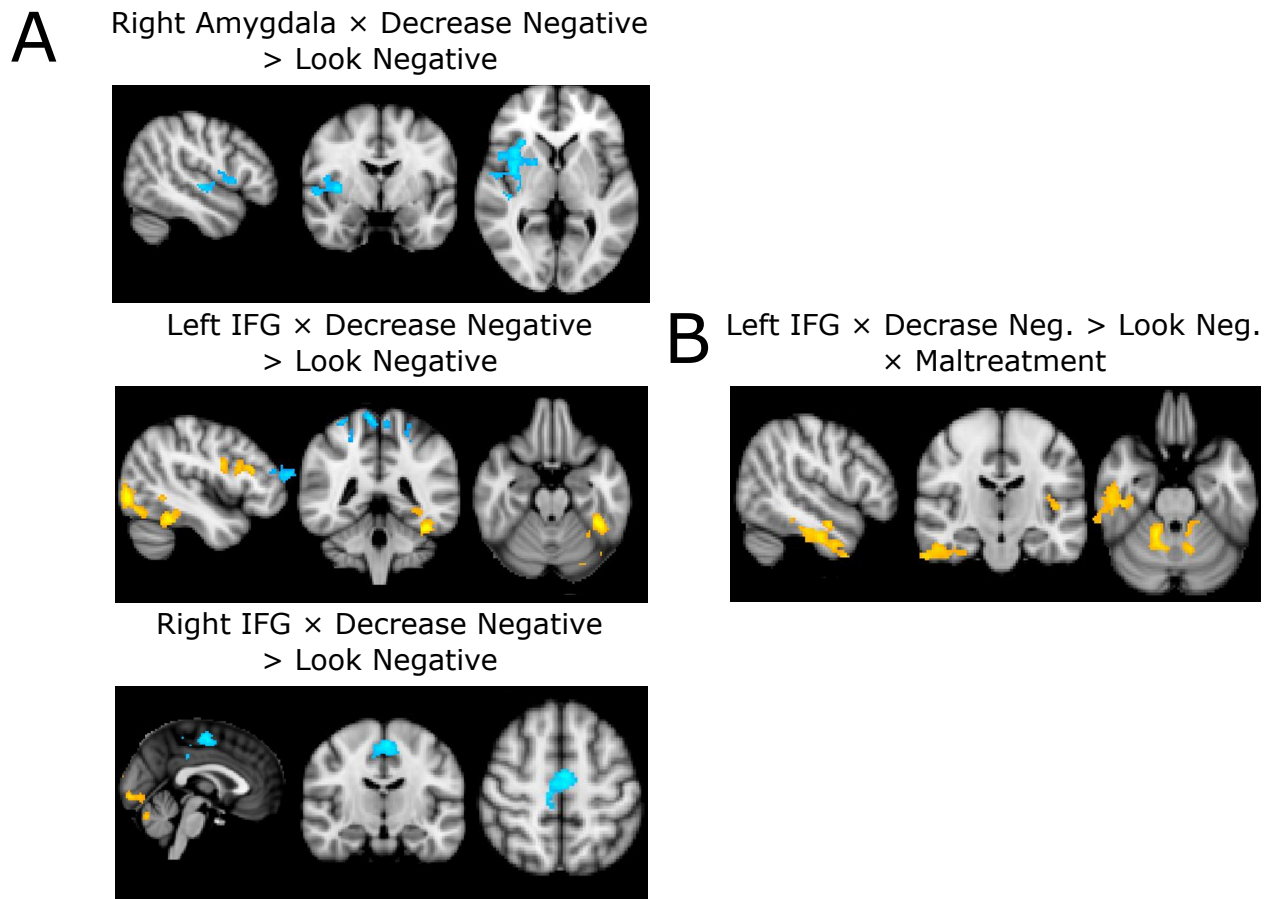 A
Right Amygdala × Decrease Negative
> Look Negative
Left IFG × Decrease Negative
> Look Negative
B
Left IFG × Decrase Neg. > Look Neg.
× Maltreatment
Right IFG × Decrease Negative
> Look Negative